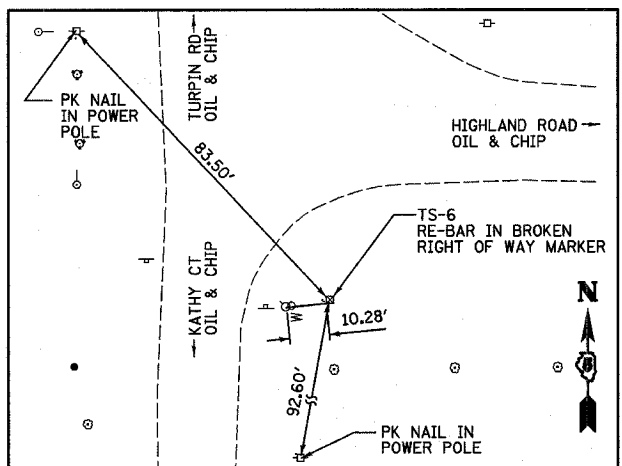 PK NAIL
IN POWER
POLE
TURPIN RD
OIL & CHIP
83.50'
HIGHLAND ROAD
OIL & CHIP
TS-6
RE-BAR IN BROKEN
RIGHT OF WAY MARKER
KATHY CT
OIL & CHIP
W
10.28'
N
92.60'
PK NAIL IN
POWER POLE